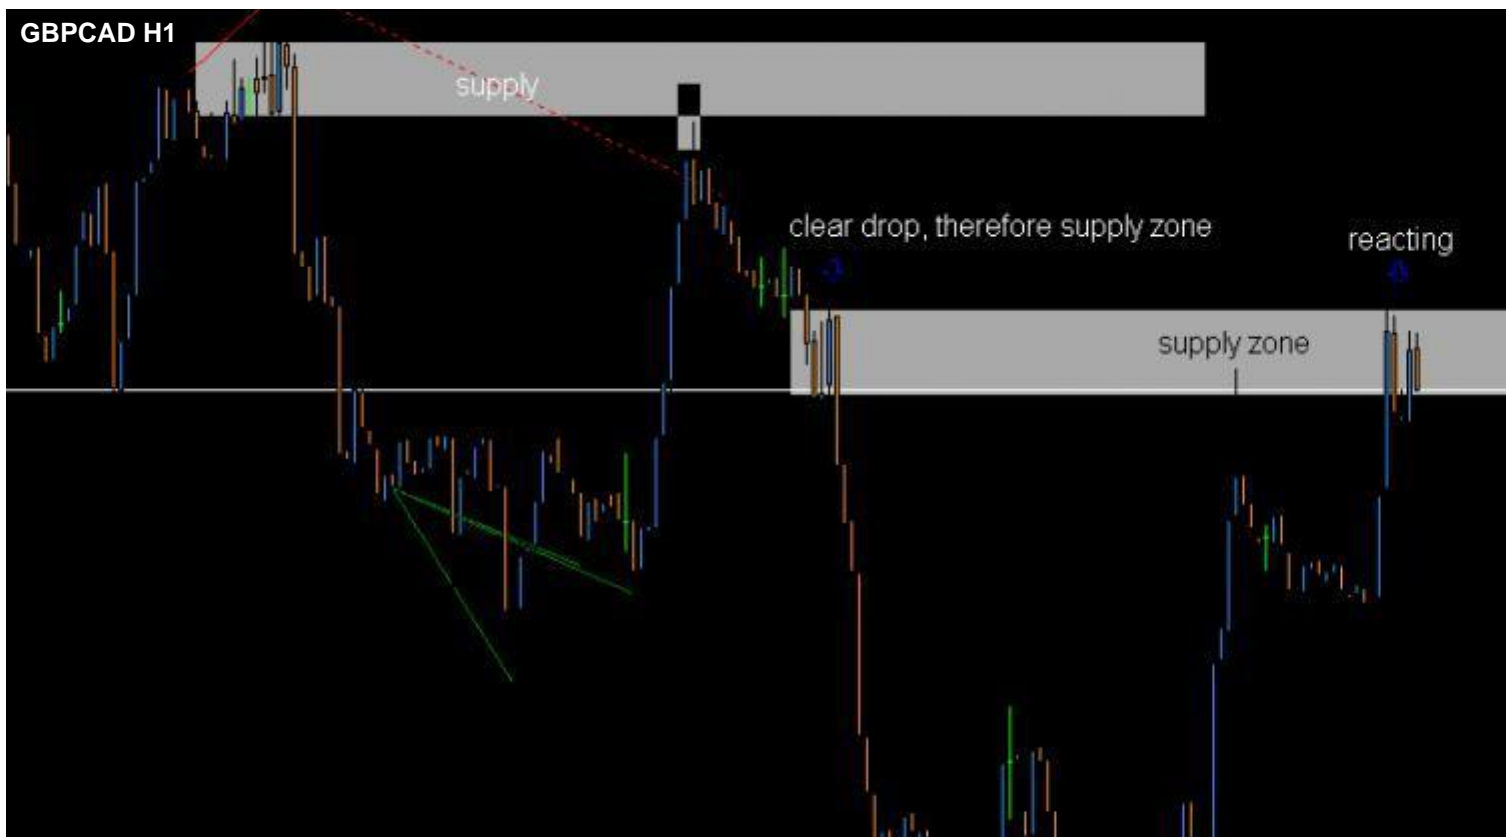 GBPCAD H1
supply
clear drop, therefore supply zone
reacting
supply zone